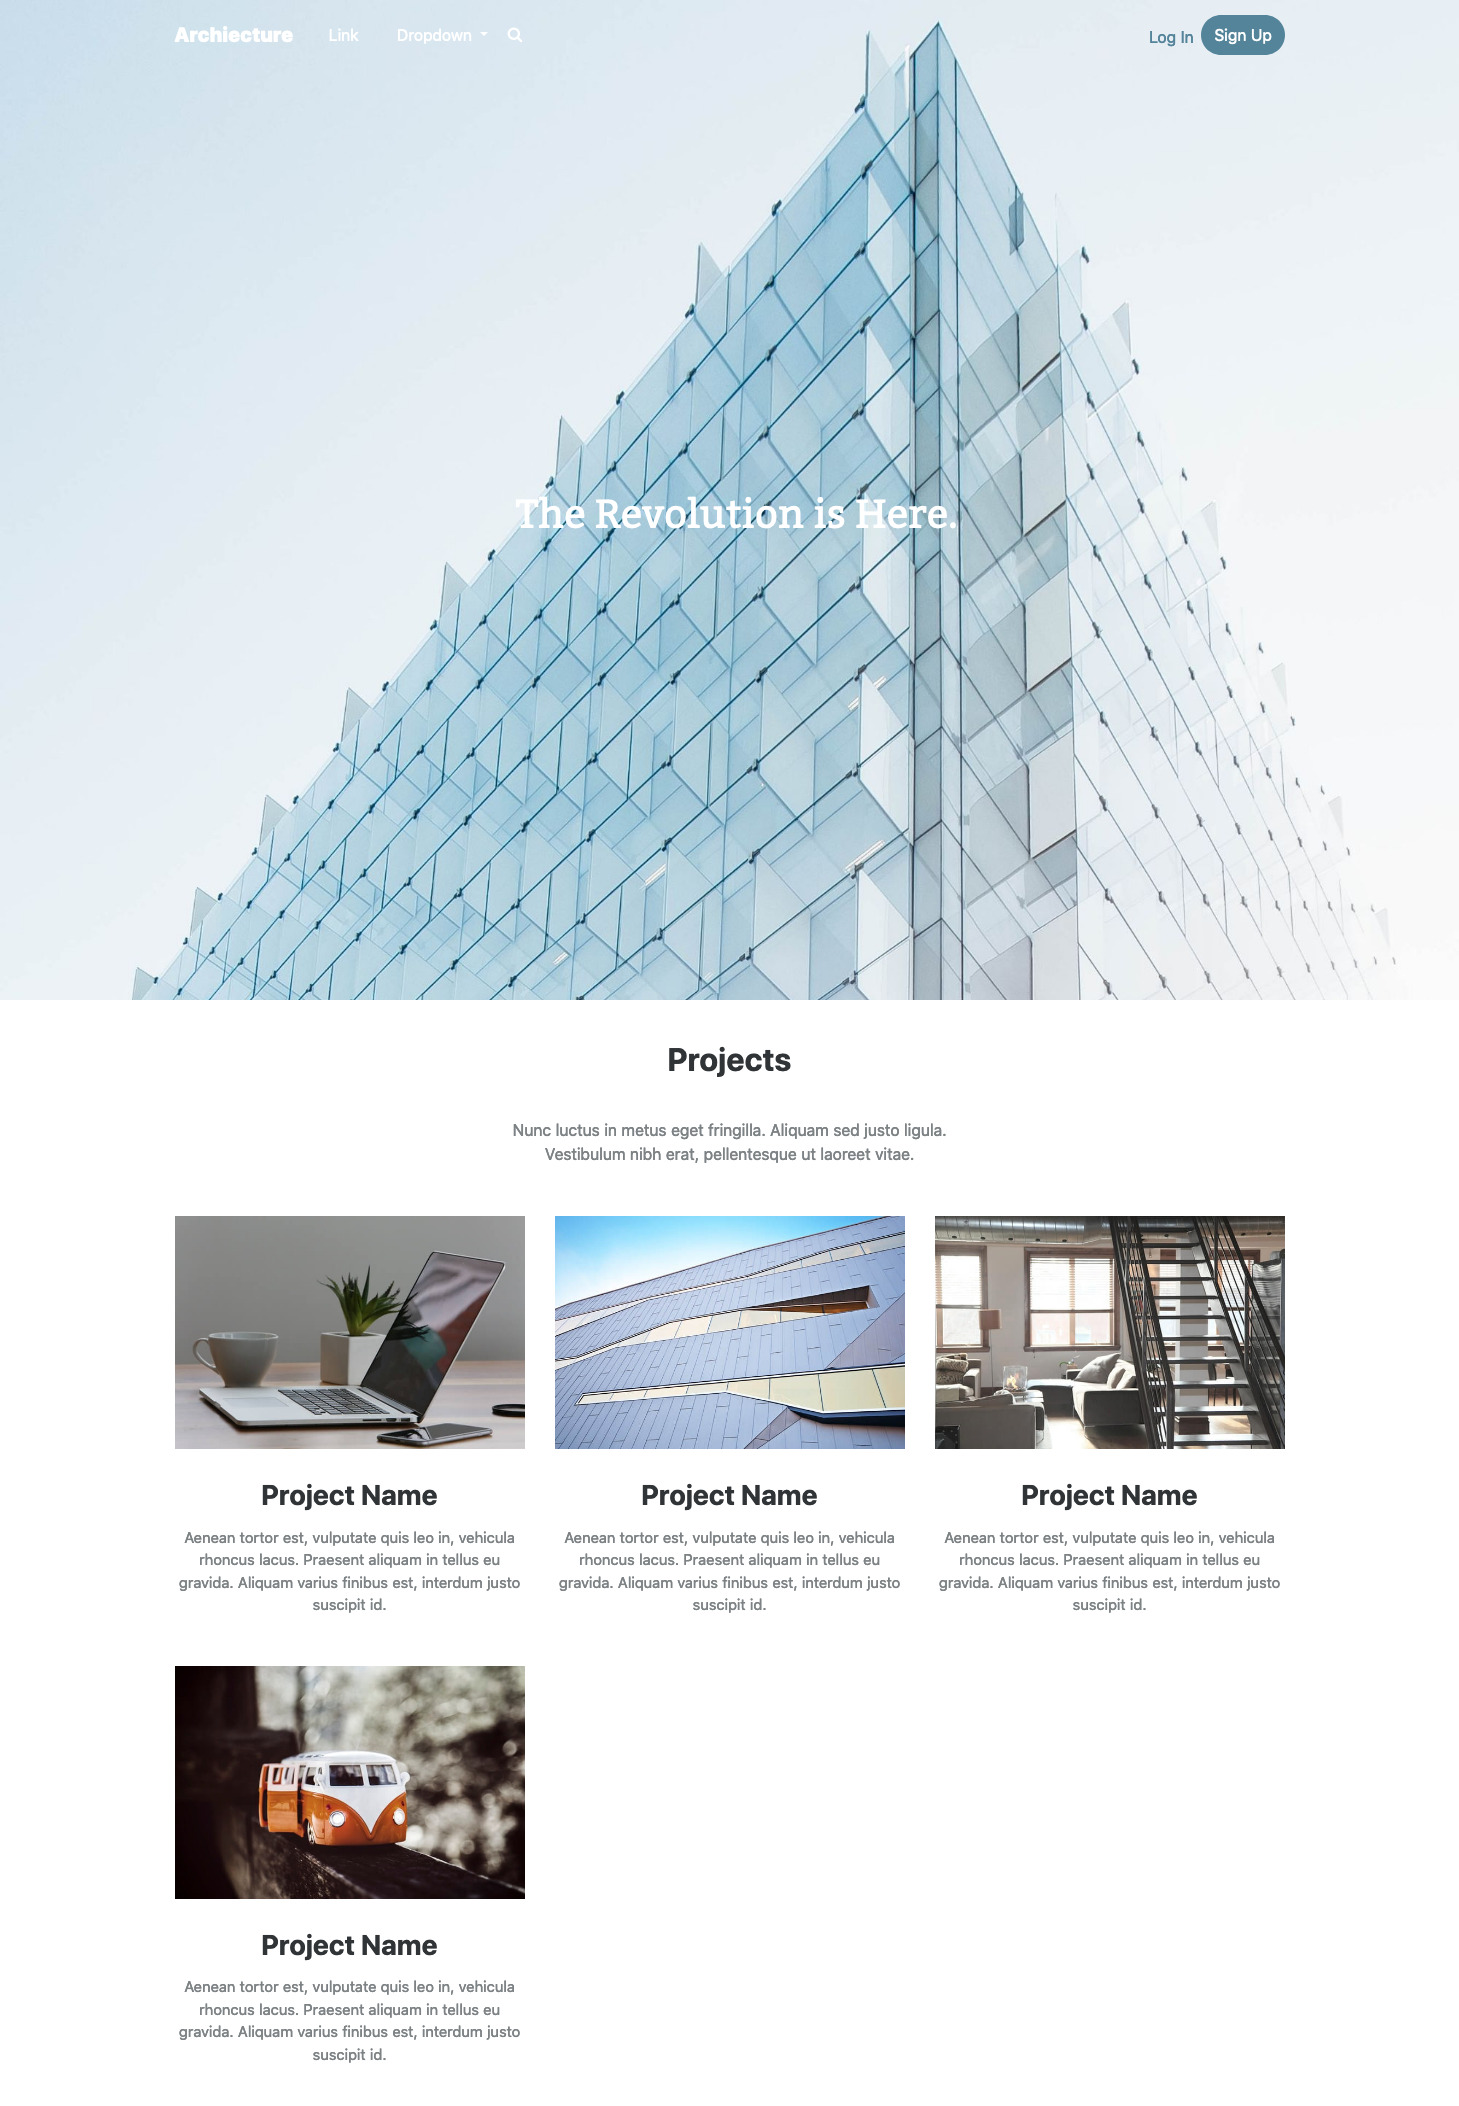 Archiecture Link Dropdown
Log In Sign Up
The Revolution is Here.
Projects
Nunc luctus in metus eget fringilla. Aliquam sed justo ligula.
Vestibulum nibh erat, pellentesque ut laoreet vitae.
Project Name
Aenean tortor est, vulputate quis leo in, vehicula
rhoncus lacus. Praesent aliquam in tellus eu
gravida. Aliquam varius finibus est, interdum justo
suscipit id.
Project Name
Aenean tortor est, vulputate quis leo in, vehicula
rhoncus lacus. Praesent aliquam in tellus eu
gravida. Aliquam varius finibus est, interdum justo
suscipit id.
Project Name
Aenean tortor est, vulputate quis leo in, vehicula
rhoncus lacus. Praesent aliquam in tellus eu
gravida. Aliquam varius finibus est, interdum justo
suscipit id.
Project Name
Aenean tortor est, vulputate quis leo in, vehicula
rhoncus lacus. Praesent aliquam in tellus eu
gravida. Aliquam varius finibus est, interdum justo
suscipit id.